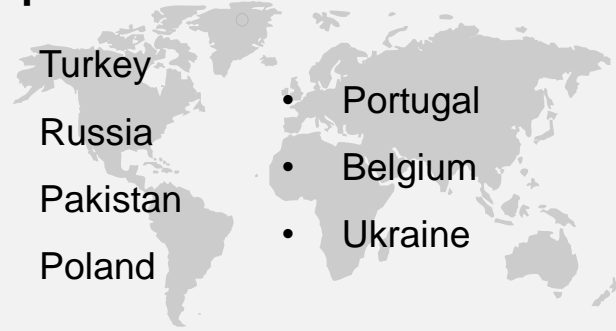 Turkey
Russia
Pakistan
Poland
• Portugal
• Belgium
• Ukraine